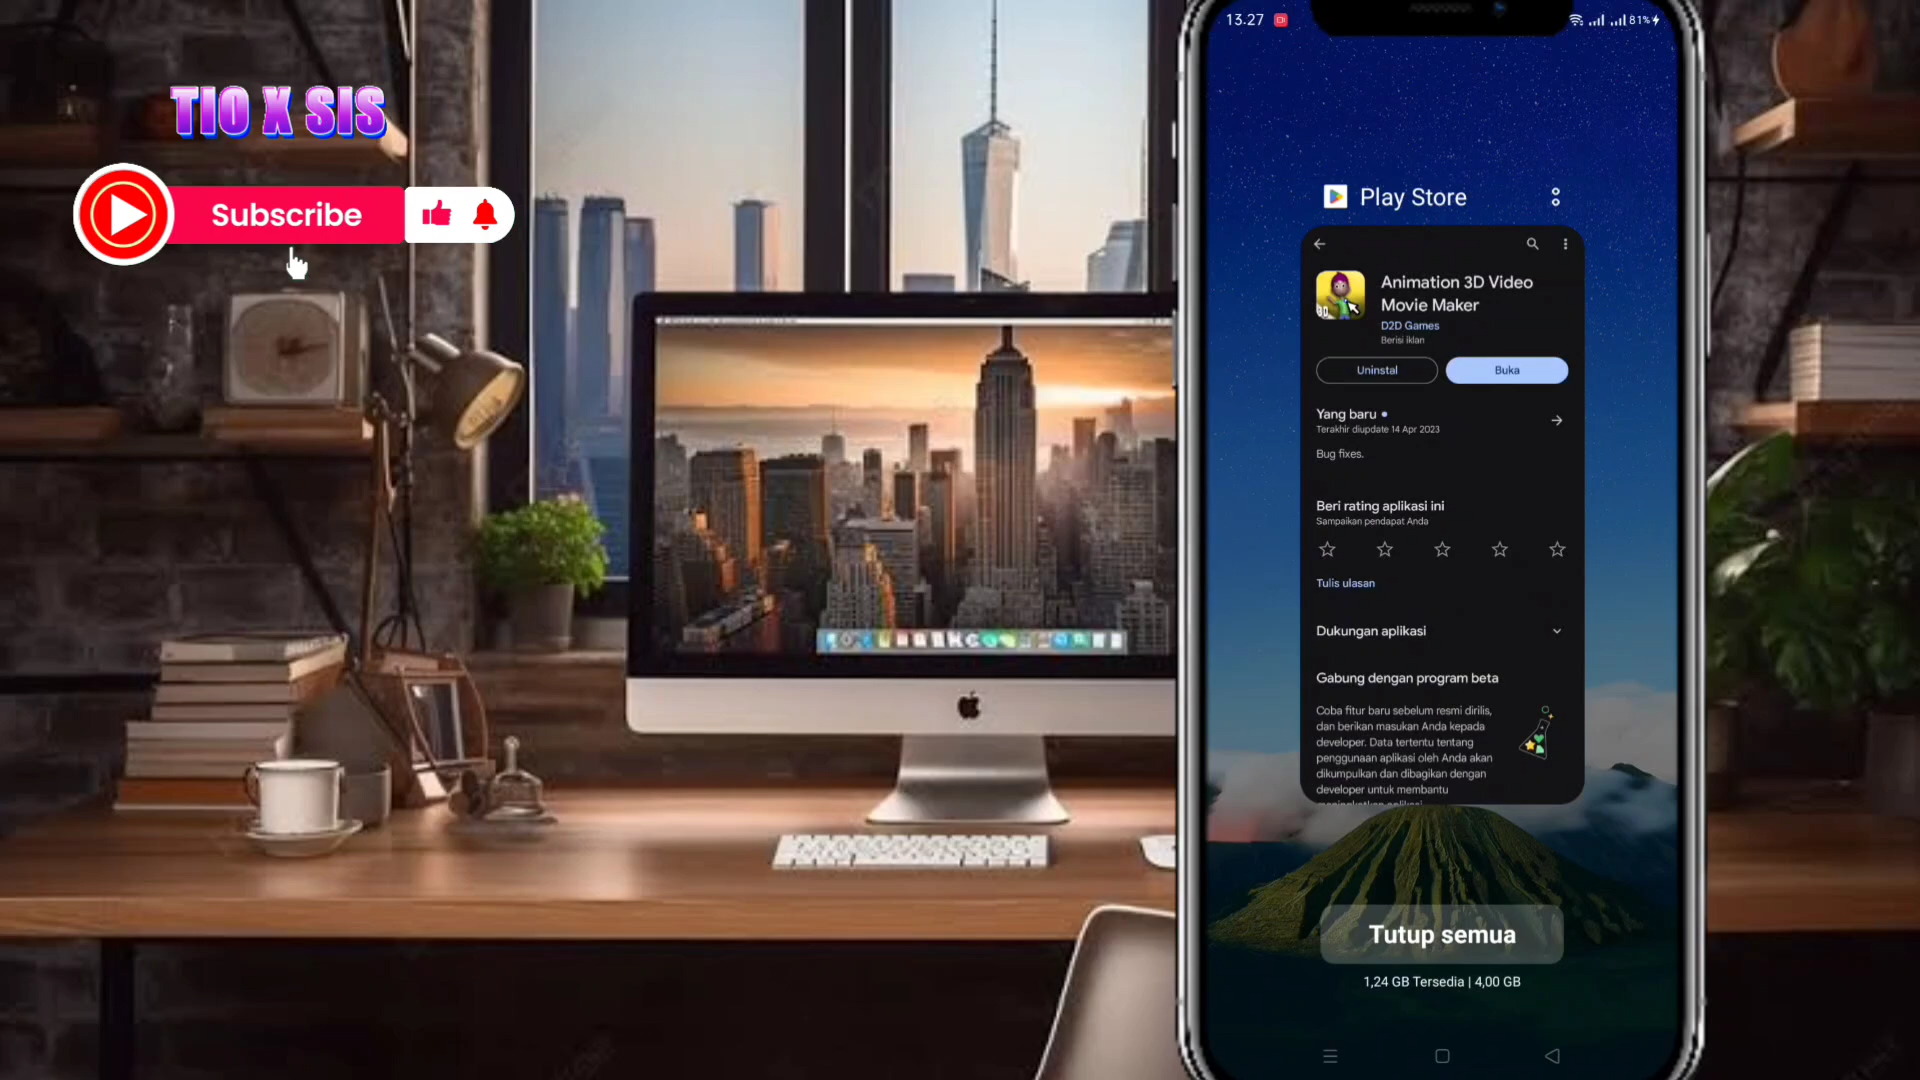 TIO X SIS
Subscribe
13.27
81%
Play Store
Animation 3D Video
Movie Maker
D2D Games
Berisi iklan
Uninstal
Buka
Yang baru
Terakhir diupdate 14 Apr 2023
Bug fixes.
Beri rating aplikasi ini
Sampaikan pendapat Anda
Tulis ulasan
Dukungan aplikasi
Gabung dengan program beta
Coba fitur baru sebelum resmi dirilis,
dan berikan masukan Anda kepada
developer. Data tertentu tentang
penggunaan aplikasi oleh Anda akan
dikumpulkan dan dibagikan dengan
developer untuk membantu
Tutup semua
1,24 GB Tersedia | 4,00 GB